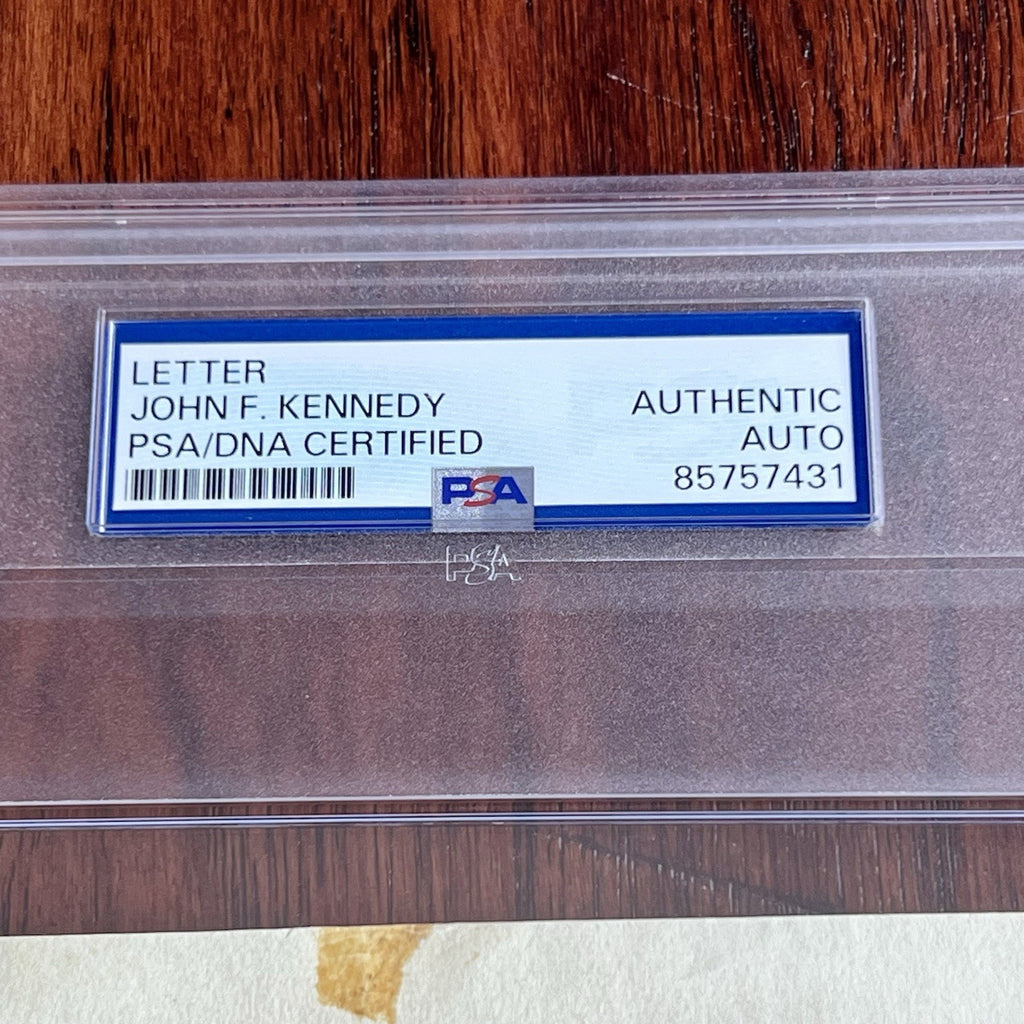 LETTER
JOHN F. KENNEDY
PSA/DNA CERTIFIED
AUTHENTIC
AUTO
85757431
PSA
PSA